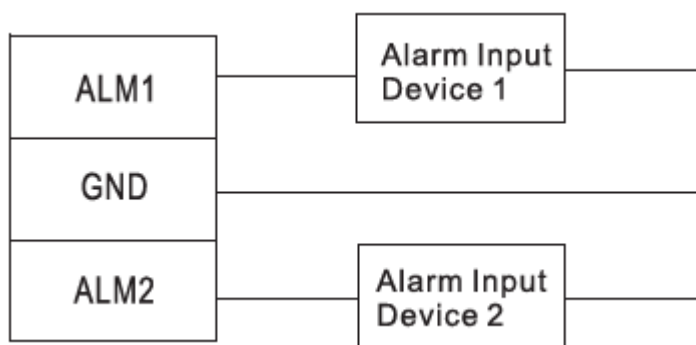 ALM1
Alarm Input
Device 1
GND
ALM2
Alarm Input
Device 2